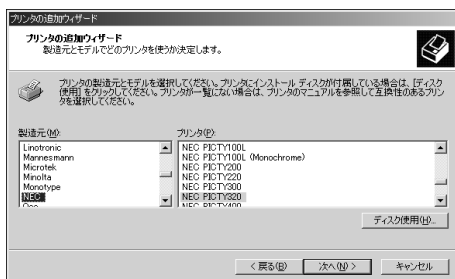 プリンタの追加ウィザード
プリンタの追加ウィザード
製造元とモデルでどのプリンタを使うか決定します。
プリンタの製造元とモデルを選択してください。プリンタにインストール ディスクが付属している場合は、[ディスク
使用] をクリックしてください。プリンタが一覧にない場合は、プリンタのマニュアルを参照して互換性のあるプリン
タを選択してください。
製造元(M):
Linotronic
Mannesmann
Microtek
Minolta
Monotype
NEC
プリンタ(P):
NEC PICTY100L
NEC PICTY100L (Monochrome)
NEC PICTY200
NEC PICTY220
NEC PICTY300
NEC PICTY320
NEC PICTY400
ディスク使用(H)...
< 戻る(B)
次へ(N) >
キャンセル